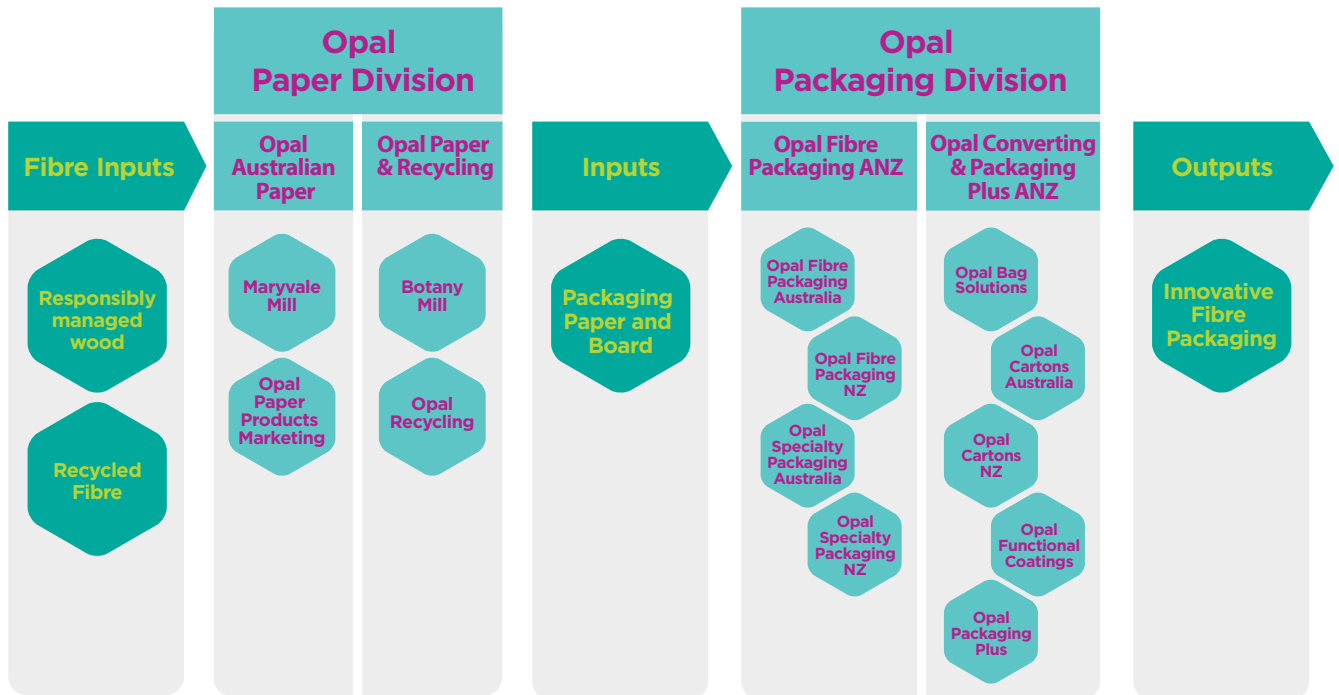 Opal
Paper Division
Opal
Packaging Division
Fibre Inputs
Opal
Australian
Paper
Opal Paper
& Recycling
Inputs
Opal Fibre
Packaging ANZ
Opal Converting
& Packaging
Plus ANZ
Outputs
Responsibly
managed
wood
Recycled
Fibre
Maryvale
Mill
Opal
Paper
Products
Marketing
Botany
Mill
Opal
Recycling
Packaging
Paper and
Board
Opal Fibre
Packaging
Australia
Opal Fibre
Packaging
NZ
Opal
Specialty
Packaging
Australia
Opal
Specialty
Packaging
NZ
Opal Bag
Solutions
Opal
Cartons
Australia
Opal
Cartons
NZ
Opal
Functional
Coatings
Opal
Packaging
Plus
Innovative
Fibre
Packaging